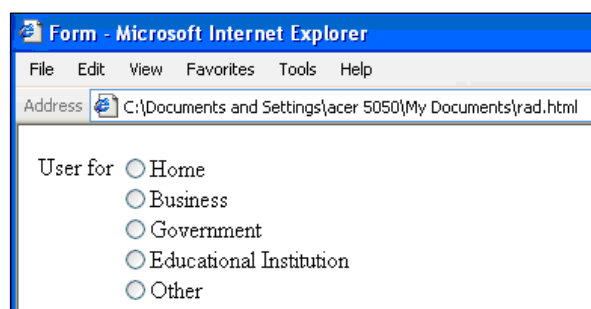 Form - Microsoft Internet Explorer
File Edit View Favorites Tools Help
Address C:\Documents and Settings\acer 5050\My Documents\rad.html
User for Home
Business
Government
Educational Institution
Other